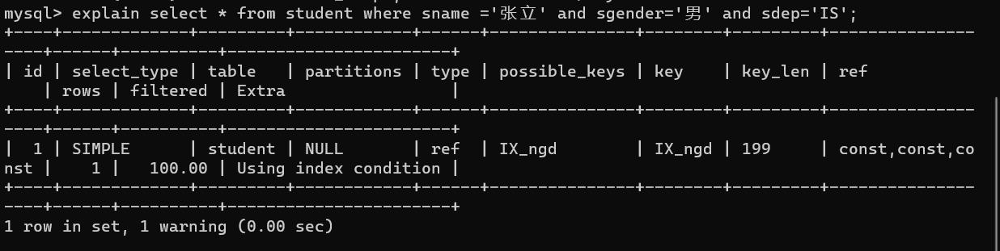 mysql> explain select * from student where sname ='张立' and sgender='男' and sdep='IS';
+----+-------------+---------+------------+------+---------------+--------+---------+---------------
----+------+----------+-----------------------+
| id | select_type | table   | partitions | type | possible_keys | key    | key_len | ref
    | rows | filtered | Extra                 |
+----+-------------+---------+------------+------+---------------+--------+---------+---------------
----+------+----------+-----------------------+
|  1 | SIMPLE      | student | NULL       | ref  | IX_ngd        | IX_ngd | 199     | const,const,co
nst |    1 |   100.00 | Using index condition |
+----+-------------+---------+------------+------+---------------+--------+---------+---------------
----+------+----------+-----------------------+
1 row in set, 1 warning (0.00 sec)